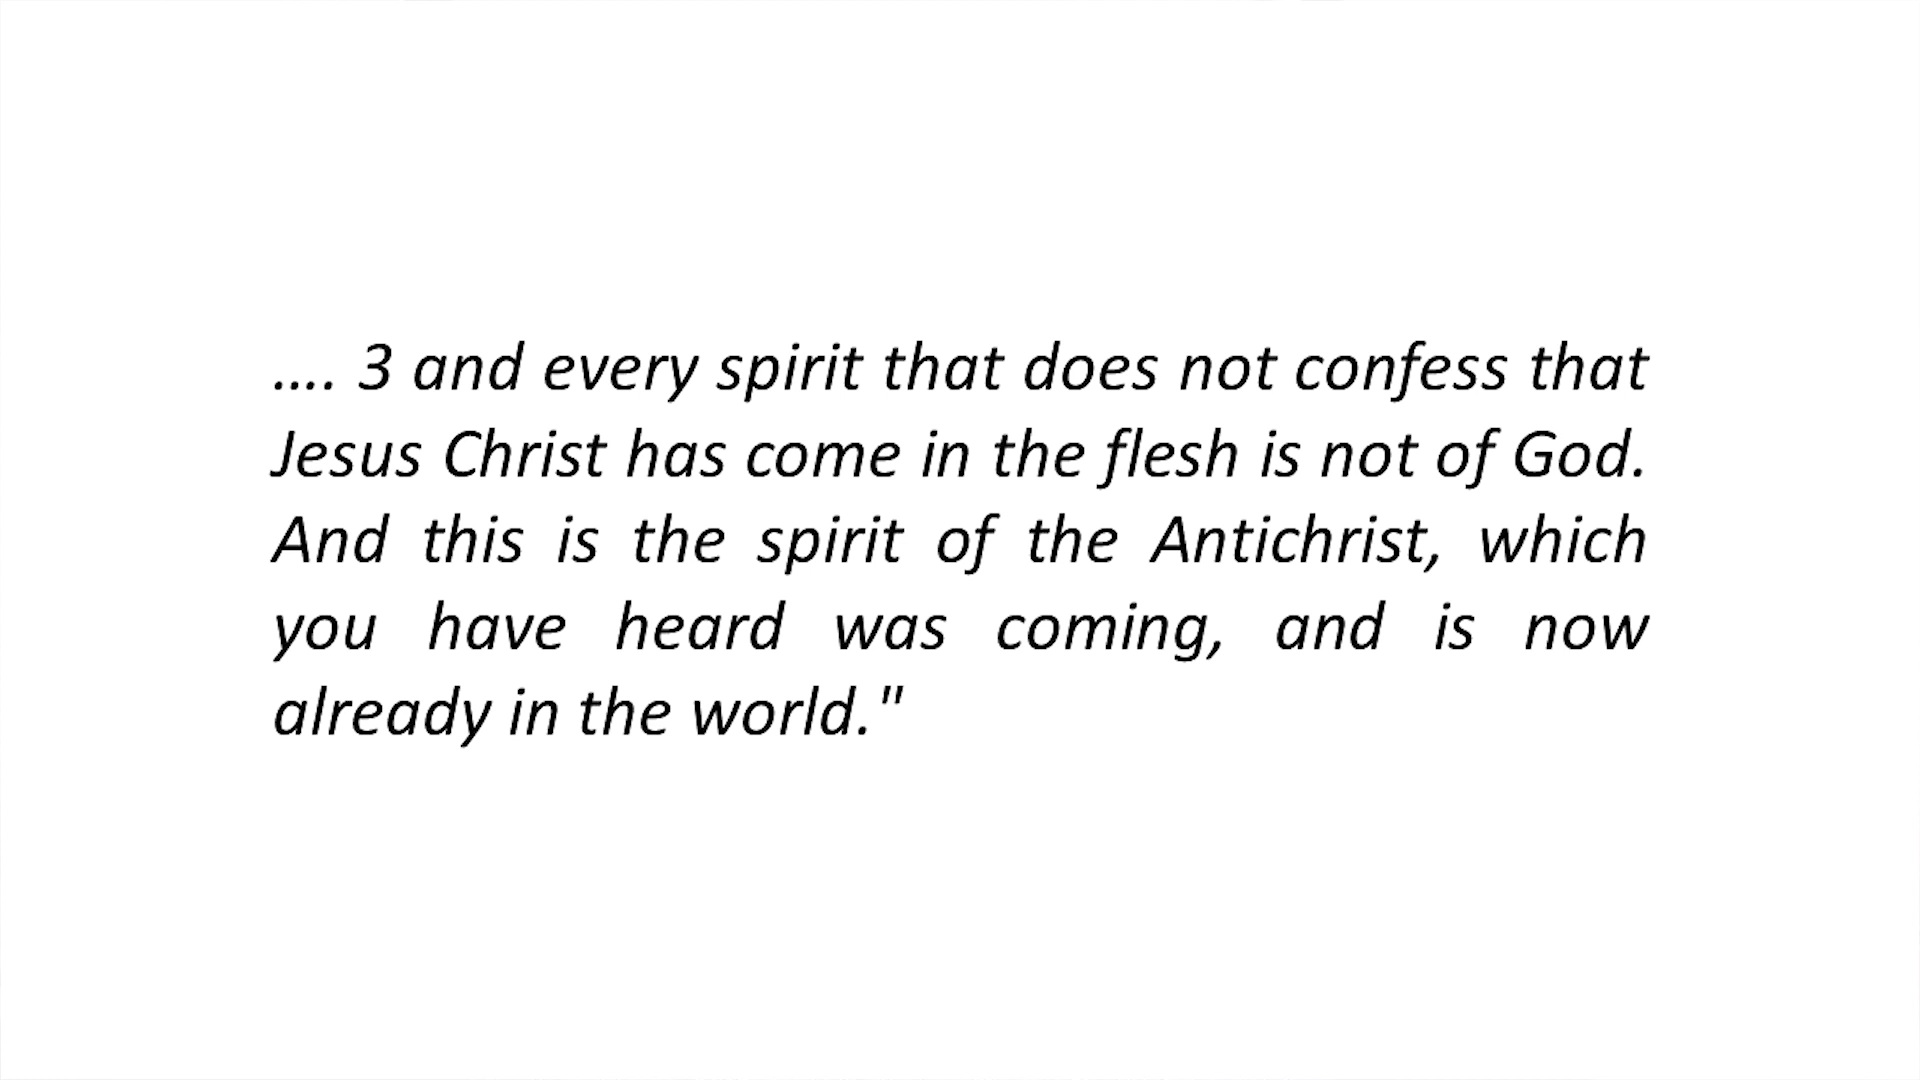 .... 3 and every spirit that does not confess that
Jesus Christ has come in the flesh is not of God.
And this is the spirit of the Antichrist, which
you have heard was coming, and is now
already in the world."